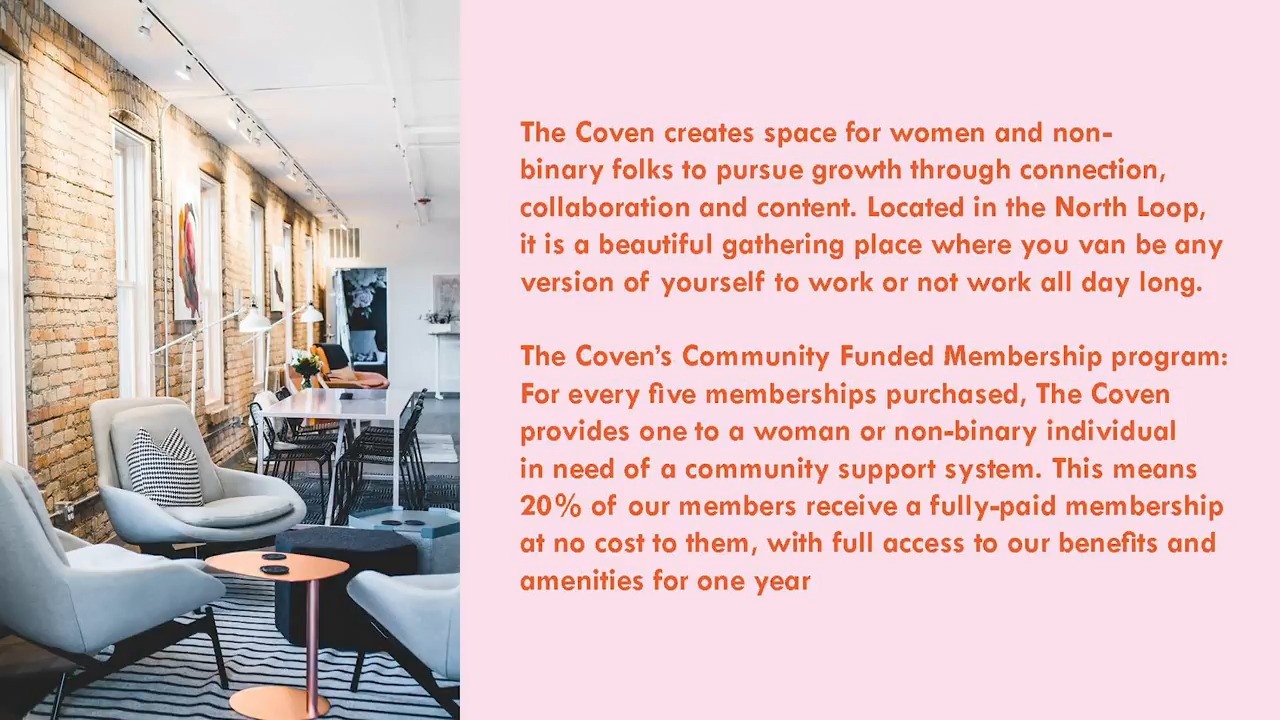 The Coven creates space for women and non-
binary folks to pursue growth through connection,
collaboration and content. Located in the North Loop,
it is a beautiful gathering place where you van be any
version of yourself to work or not work all day long.
The Coven’s Community Funded Membership program:
For every five memberships purchased, The Coven
provides one to a woman or non-binary individual
in need of a community support system. This means
20% of our members receive a fully-paid membership
at no cost to them, with full access to our benefits and
amenities for one year